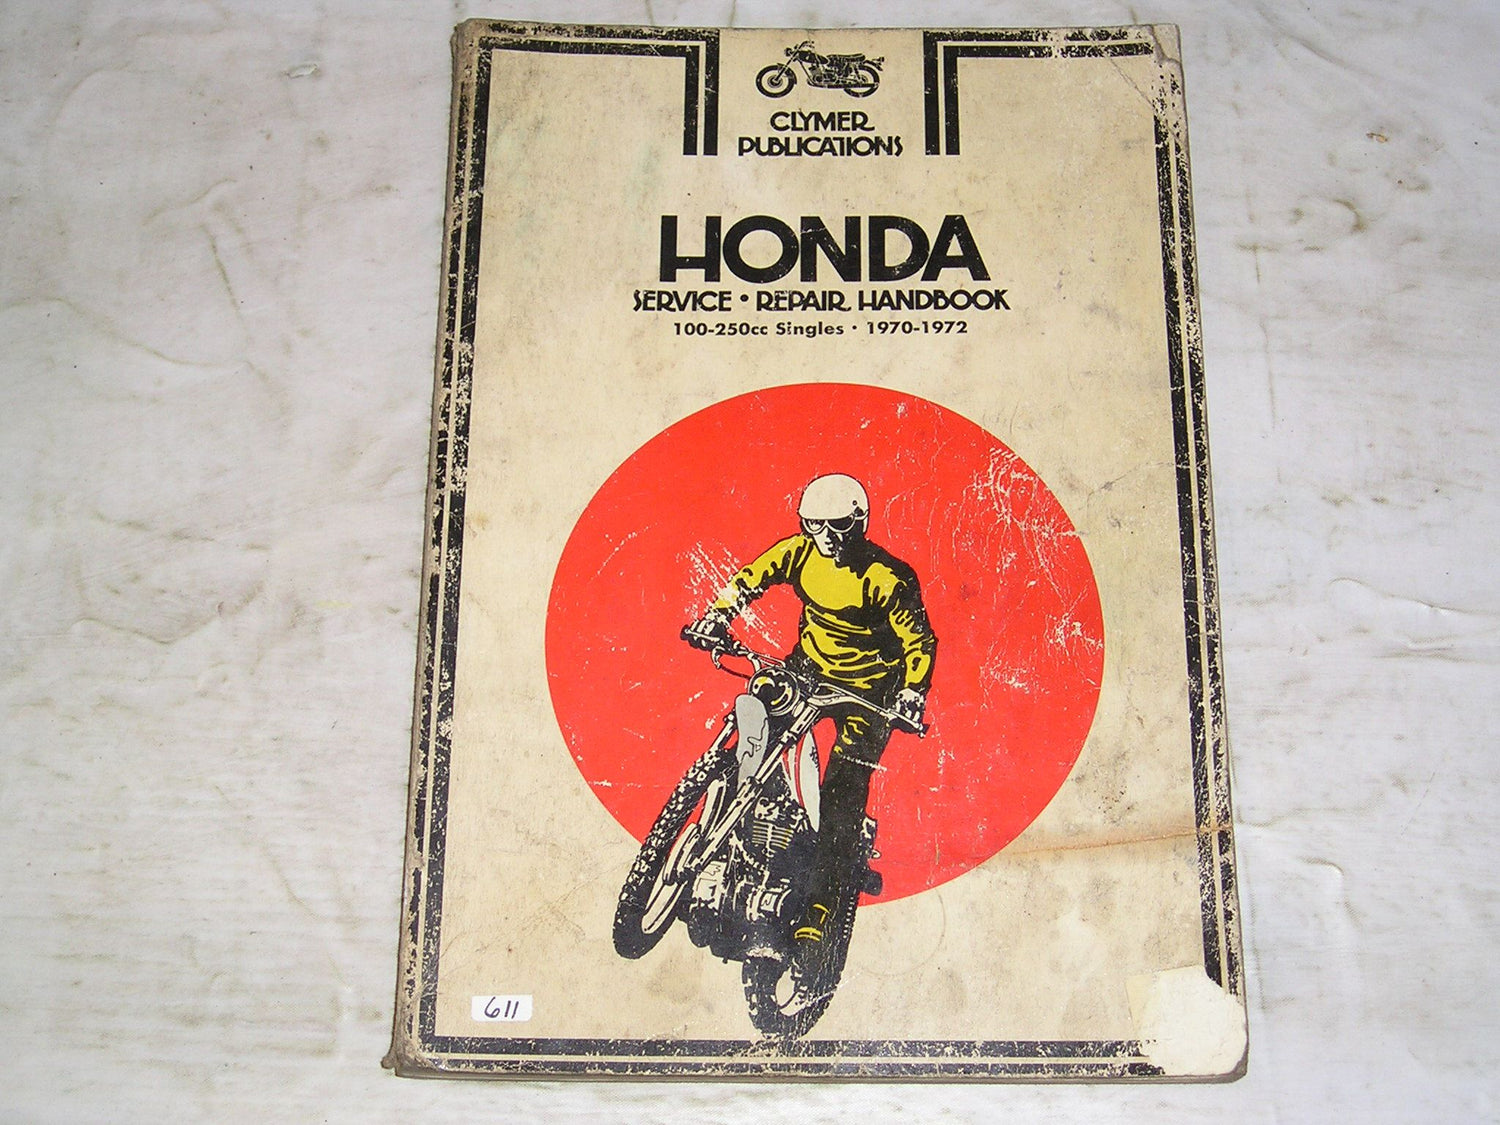 CLYMER
PUBLICATIONS
HONDA
SERVICE • REPAIR HANDBOOK
100-250cc Singles • 1970-1972
611